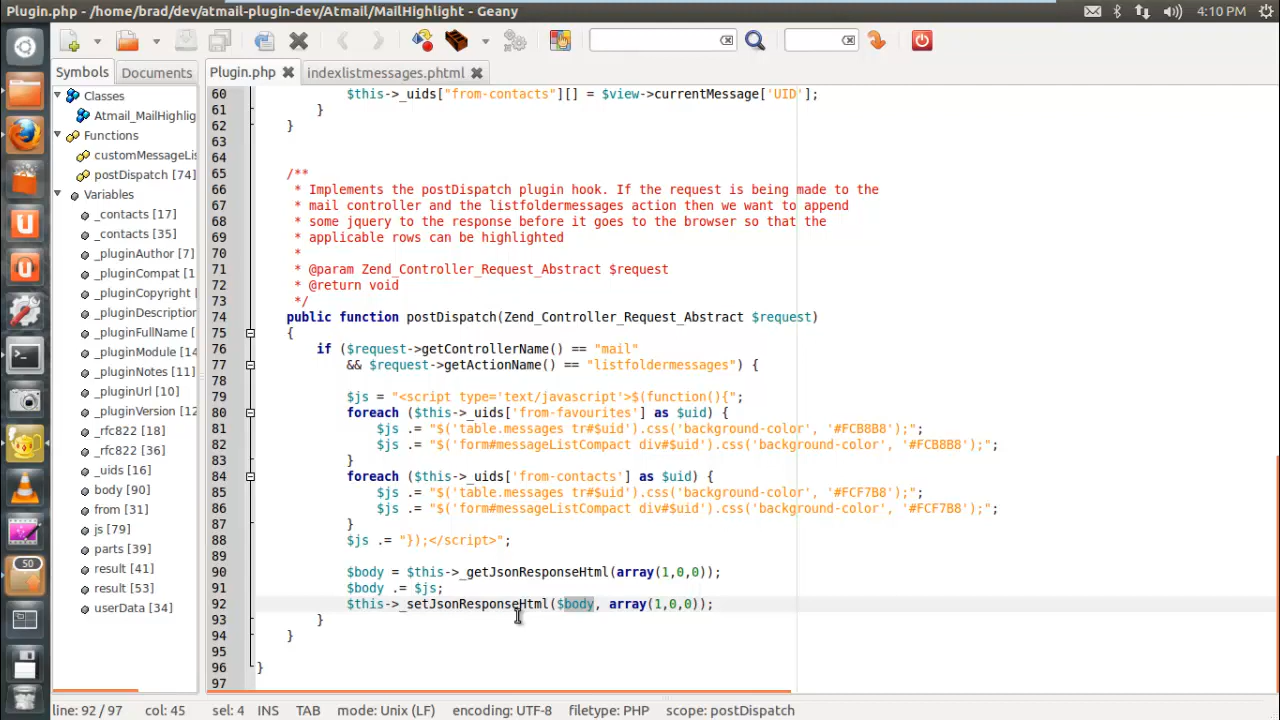 Plugin.php - /home/brad/dev/atmail-plugin-dev/Atmail/MailHighlight - Geany
4:10 PM
Symbols
Documents
Plugin.php
indexlistmessages.phtml
Classes
Atmail_MailHighlig
Functions
customMessageLis
postDispatch [74]
Variables
_contacts [17]
_contacts [35]
_pluginAuthor [7]
_pluginCompat [1
_pluginCopyright
_pluginDescription
_pluginFullName [
_pluginModule [14
_pluginNotes [11]
_pluginUrl [10]
_pluginVersion [12
_rfc822 [18]
_rfc822 [36]
_uids [16]
body [90]
from [31]
js [79]
parts [39]
result [41]
result [53]
userData [34]
50
60 $this->_uids["from-contacts"][] = $view->currentMessage['UID'];
61 }
62 }
63
64
65 /**
66 * Implements the postDispatch plugin hook. If the request is being made to the
67 * mail controller and the listfoldermessages action then we want to append
68 * some jquery to the response before it goes to the browser so that the
69 * applicable rows can be highlighted
70 *
71 * @param Zend_Controller_Request_Abstract $request
72 * @return void
73 */
74 public function postDispatch(Zend_Controller_Request_Abstract $request)
75 {
76 if ($request->getControllerName() == "mail"
77 && $request->getActionName() == "listfoldermessages") {
78
79 $js = "<script type='text/javascript'>$(function(){";
80 foreach ($this->_uids['from-favourites'] as $uid) {
81 $js .= "$('table.messages tr#$uid').css('background-color', '#FCB8B8');";
82 $js .= "$('form#messageListCompact div#$uid').css('background-color', '#FCB8B8');";
83 }
84 foreach ($this->_uids['from-contacts'] as $uid) {
85 $js .= "$('table.messages tr#$uid').css('background-color', '#FCF7B8');";
86 $js .= "$('form#messageListCompact div#$uid').css('background-color', '#FCF7B8');";
87 }
88 $js .= "});</script>";
89
90 $body = $this->_getJsonResponseHtml(array(1,0,0));
91 $body .= $js;
92 $this->_setJsonResponseHtml($body, array(1,0,0));
93 }
94 }
95
96 }
97
line: 92 / 97 col: 45 sel: 4 INS TAB mode: Unix (LF) encoding: UTF-8 filetype: PHP scope: postDispatch